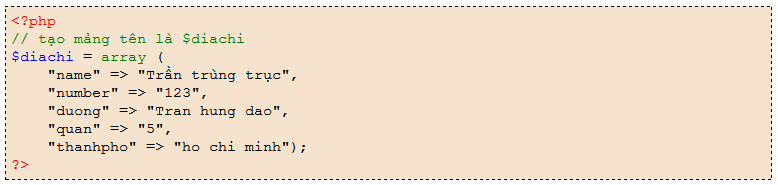 <?php
// tạo mảng tên là $diachi
$diachi = array (
"name" => "Trần trùng trục",
"number" => "123",
"duong" => "Tran hung dao",
"quan" => "5",
"thanhpho" => "ho chi minh");
?>